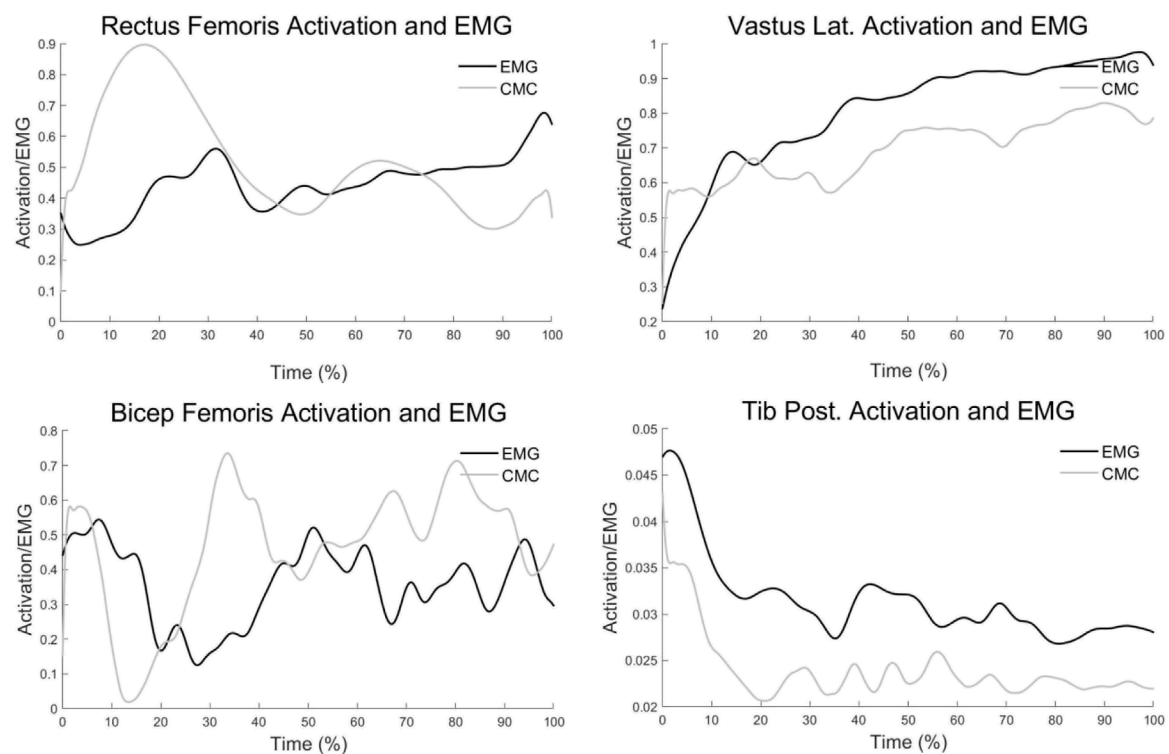 Rectus Femoris Activation and EMG
0.9
0.8
0.7
0.6
0.5
0.4
0.3
0.2
0.1
0
Activation/EMG
EMG
CMC
0 10 20 30 40 50 60 70 80 90 100
Time (%)
Vastus Lat. Activation and EMG
1
0.9
0.8
0.7
0.6
0.5
0.4
0.3
0.2
Activation/EMG
EMG
CMC
0 10 20 30 40 50 60 70 80 90 100
Time (%)
Bicep Femoris Activation and EMG
0.8
0.7
0.6
0.5
0.4
0.3
0.2
0.1
0
Activation/EMG
EMG
CMC
0 10 20 30 40 50 60 70 80 90 100
Time (%)
Tib Post. Activation and EMG
0.05
0.045
0.04
0.035
0.03
0.025
0.02
Activation/EMG
EMG
CMC
0 10 20 30 40 50 60 70 80 90 100
Time (%)